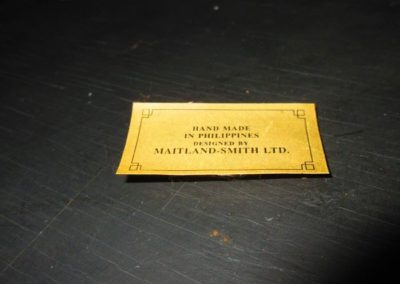 HAND MADE
IN PHILIPPINES
DESIGNED BY
MAITLAND-SMITH LTD.